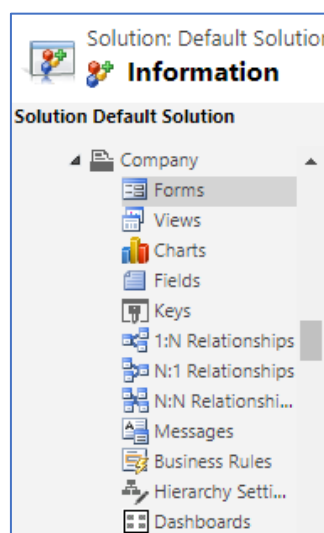 Solution: Default Solution
Information
Solution Default Solution
Company
Forms
Views
Charts
Fields
Keys
1:N Relationships
N:1 Relationships
N:N Relationshi...
Messages
Business Rules
Hierarchy Setti...
Dashboards